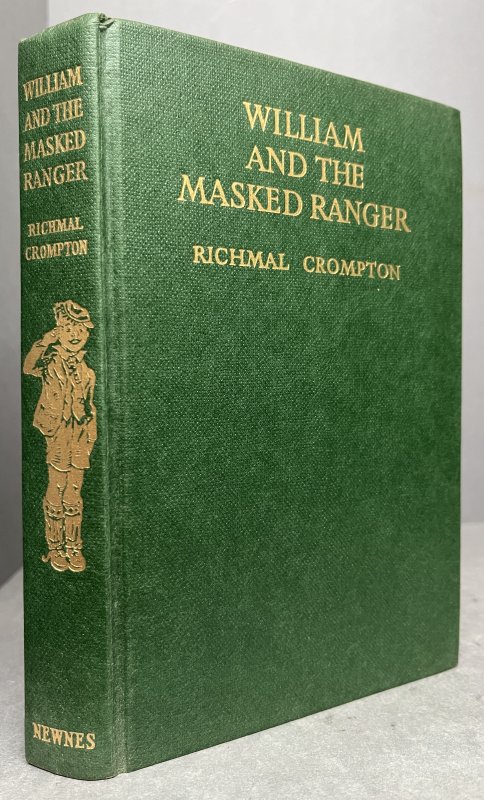 WILLIAM
AND THE
MASKED
RANGER
RICHMAL
CROMPTON
NEWNES
WILLIAM
AND THE
MASKED RANGER
RICHMAL CROMPTON